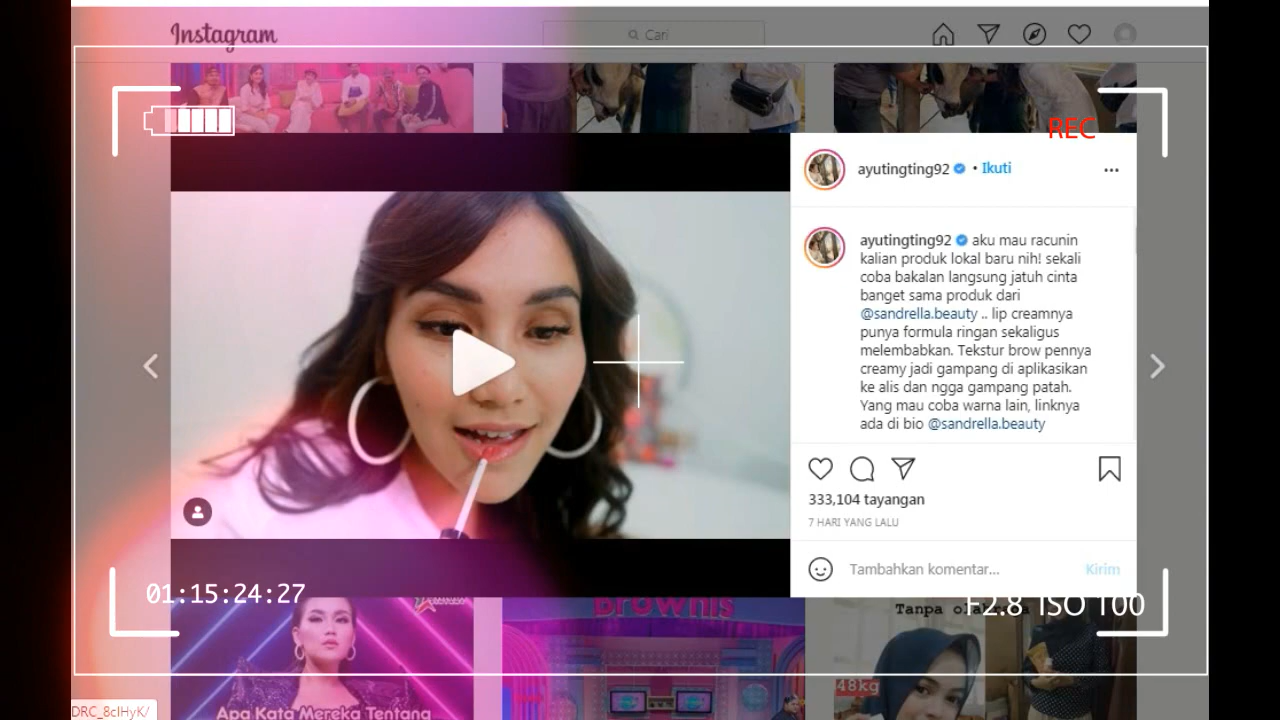 Instagram
Cari
REC
ayutingting92 • Ikuti
ayutingting92 aku mau racunin
kalian produk lokal baru nih! sekali
coba bakalan langsung jatuh cinta
banget sama produk dari
@sandrella.beauty .. lip creamnya
punya formula ringan sekaligus
melembabkan. Tekstur brow pennya
creamy jadi gampang di aplikasikan
ke alis dan ngga gampang patah.
Yang mau coba warna lain, linknya
ada di bio @sandrella.beauty
333,104 tayangan
7 HARI YANG LALU
Tambahkan komentar... Kirim
01:15:24:27
F2.8 ISO 100
Brownis
Tanpa
48kg
Apa Kata Mereka Tentang
DRC_8cIHyK/